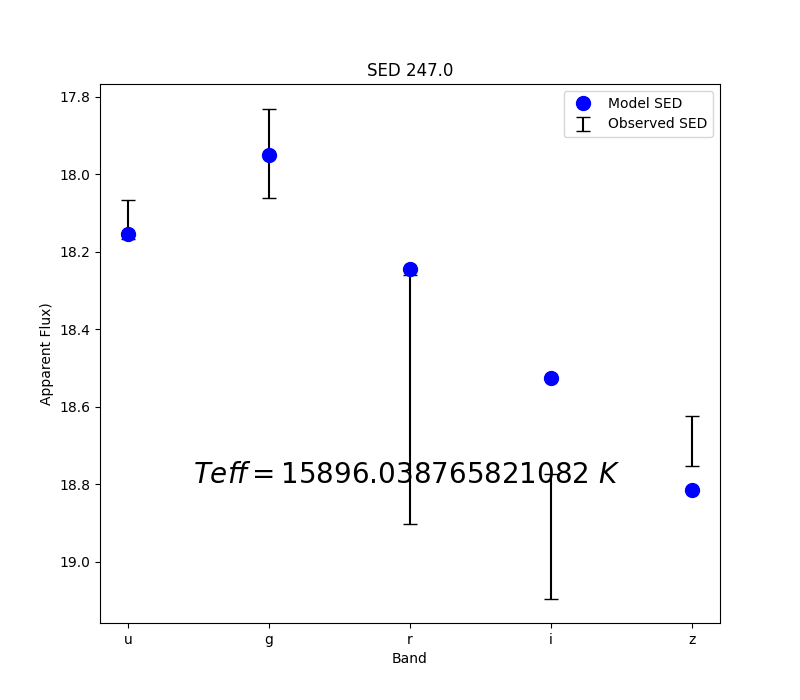 SED 247.0
Model SED
Observed SED
17.8
18.0
18.2
18.4
18.6
18.8
19.0
Apparent Flux)
Teff = 15896.038765821082 K
u g r i z
Band